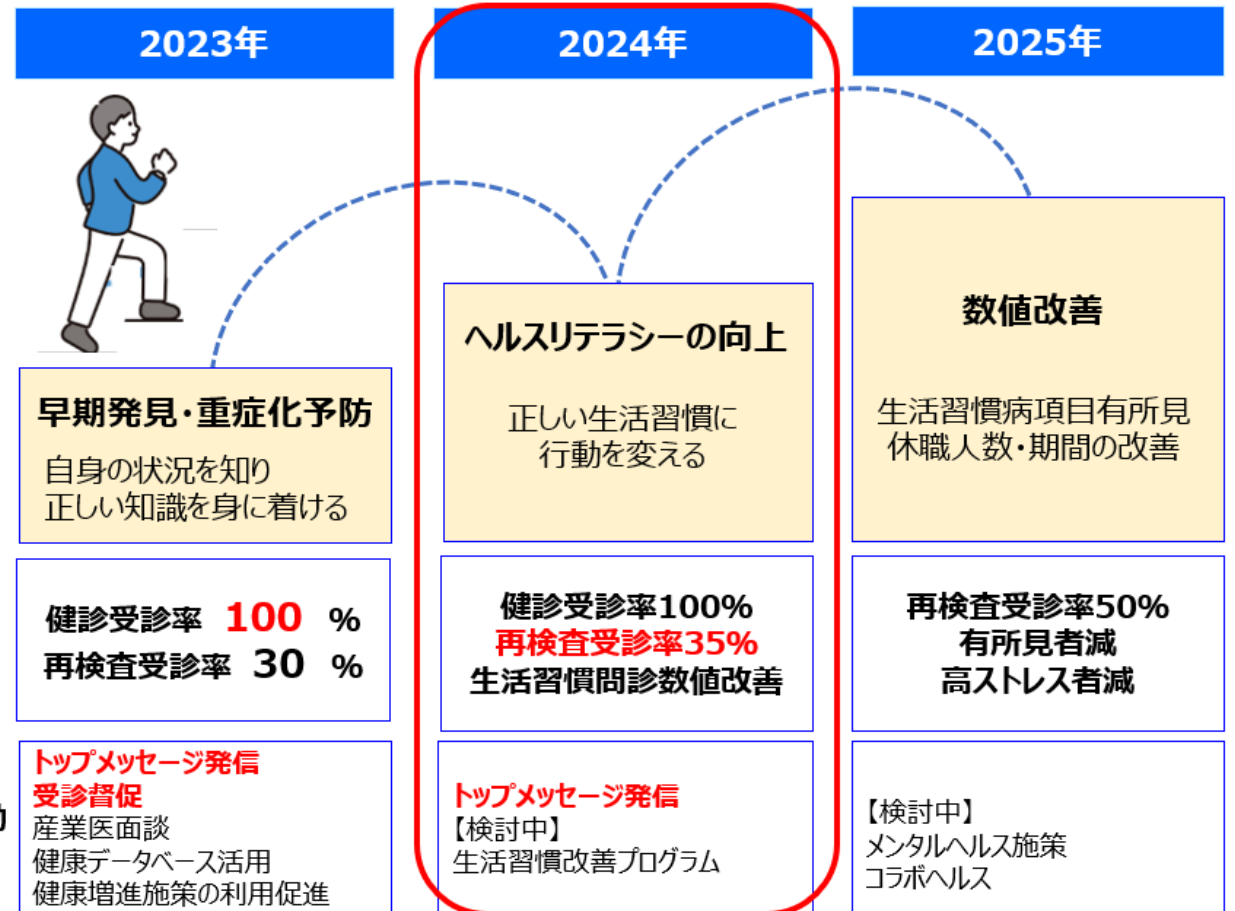 2023年
2024年
2025年
早期発見・重症化予防
自身の状況を知り
正しい知識を身に着ける
ヘルスリテラシーの向上
正しい生活習慣に
行動を変える
数値改善
生活習慣病項目有所見
休職人数・期間の改善
健診受診率 100 %
再検査受診率 30 %
健診受診率100%
再検査受診率35%
生活習慣問診数値改善
再検査受診率50%
有所見者減
高ストレス者減
トップメッセージ発信
受診督促
産業医面談
健康データベース活用
健康増進施策の利用促進
トップメッセージ発信
【検討中】
生活習慣改善プログラム
【検討中】
メンタルヘルス施策
コラボヘルス